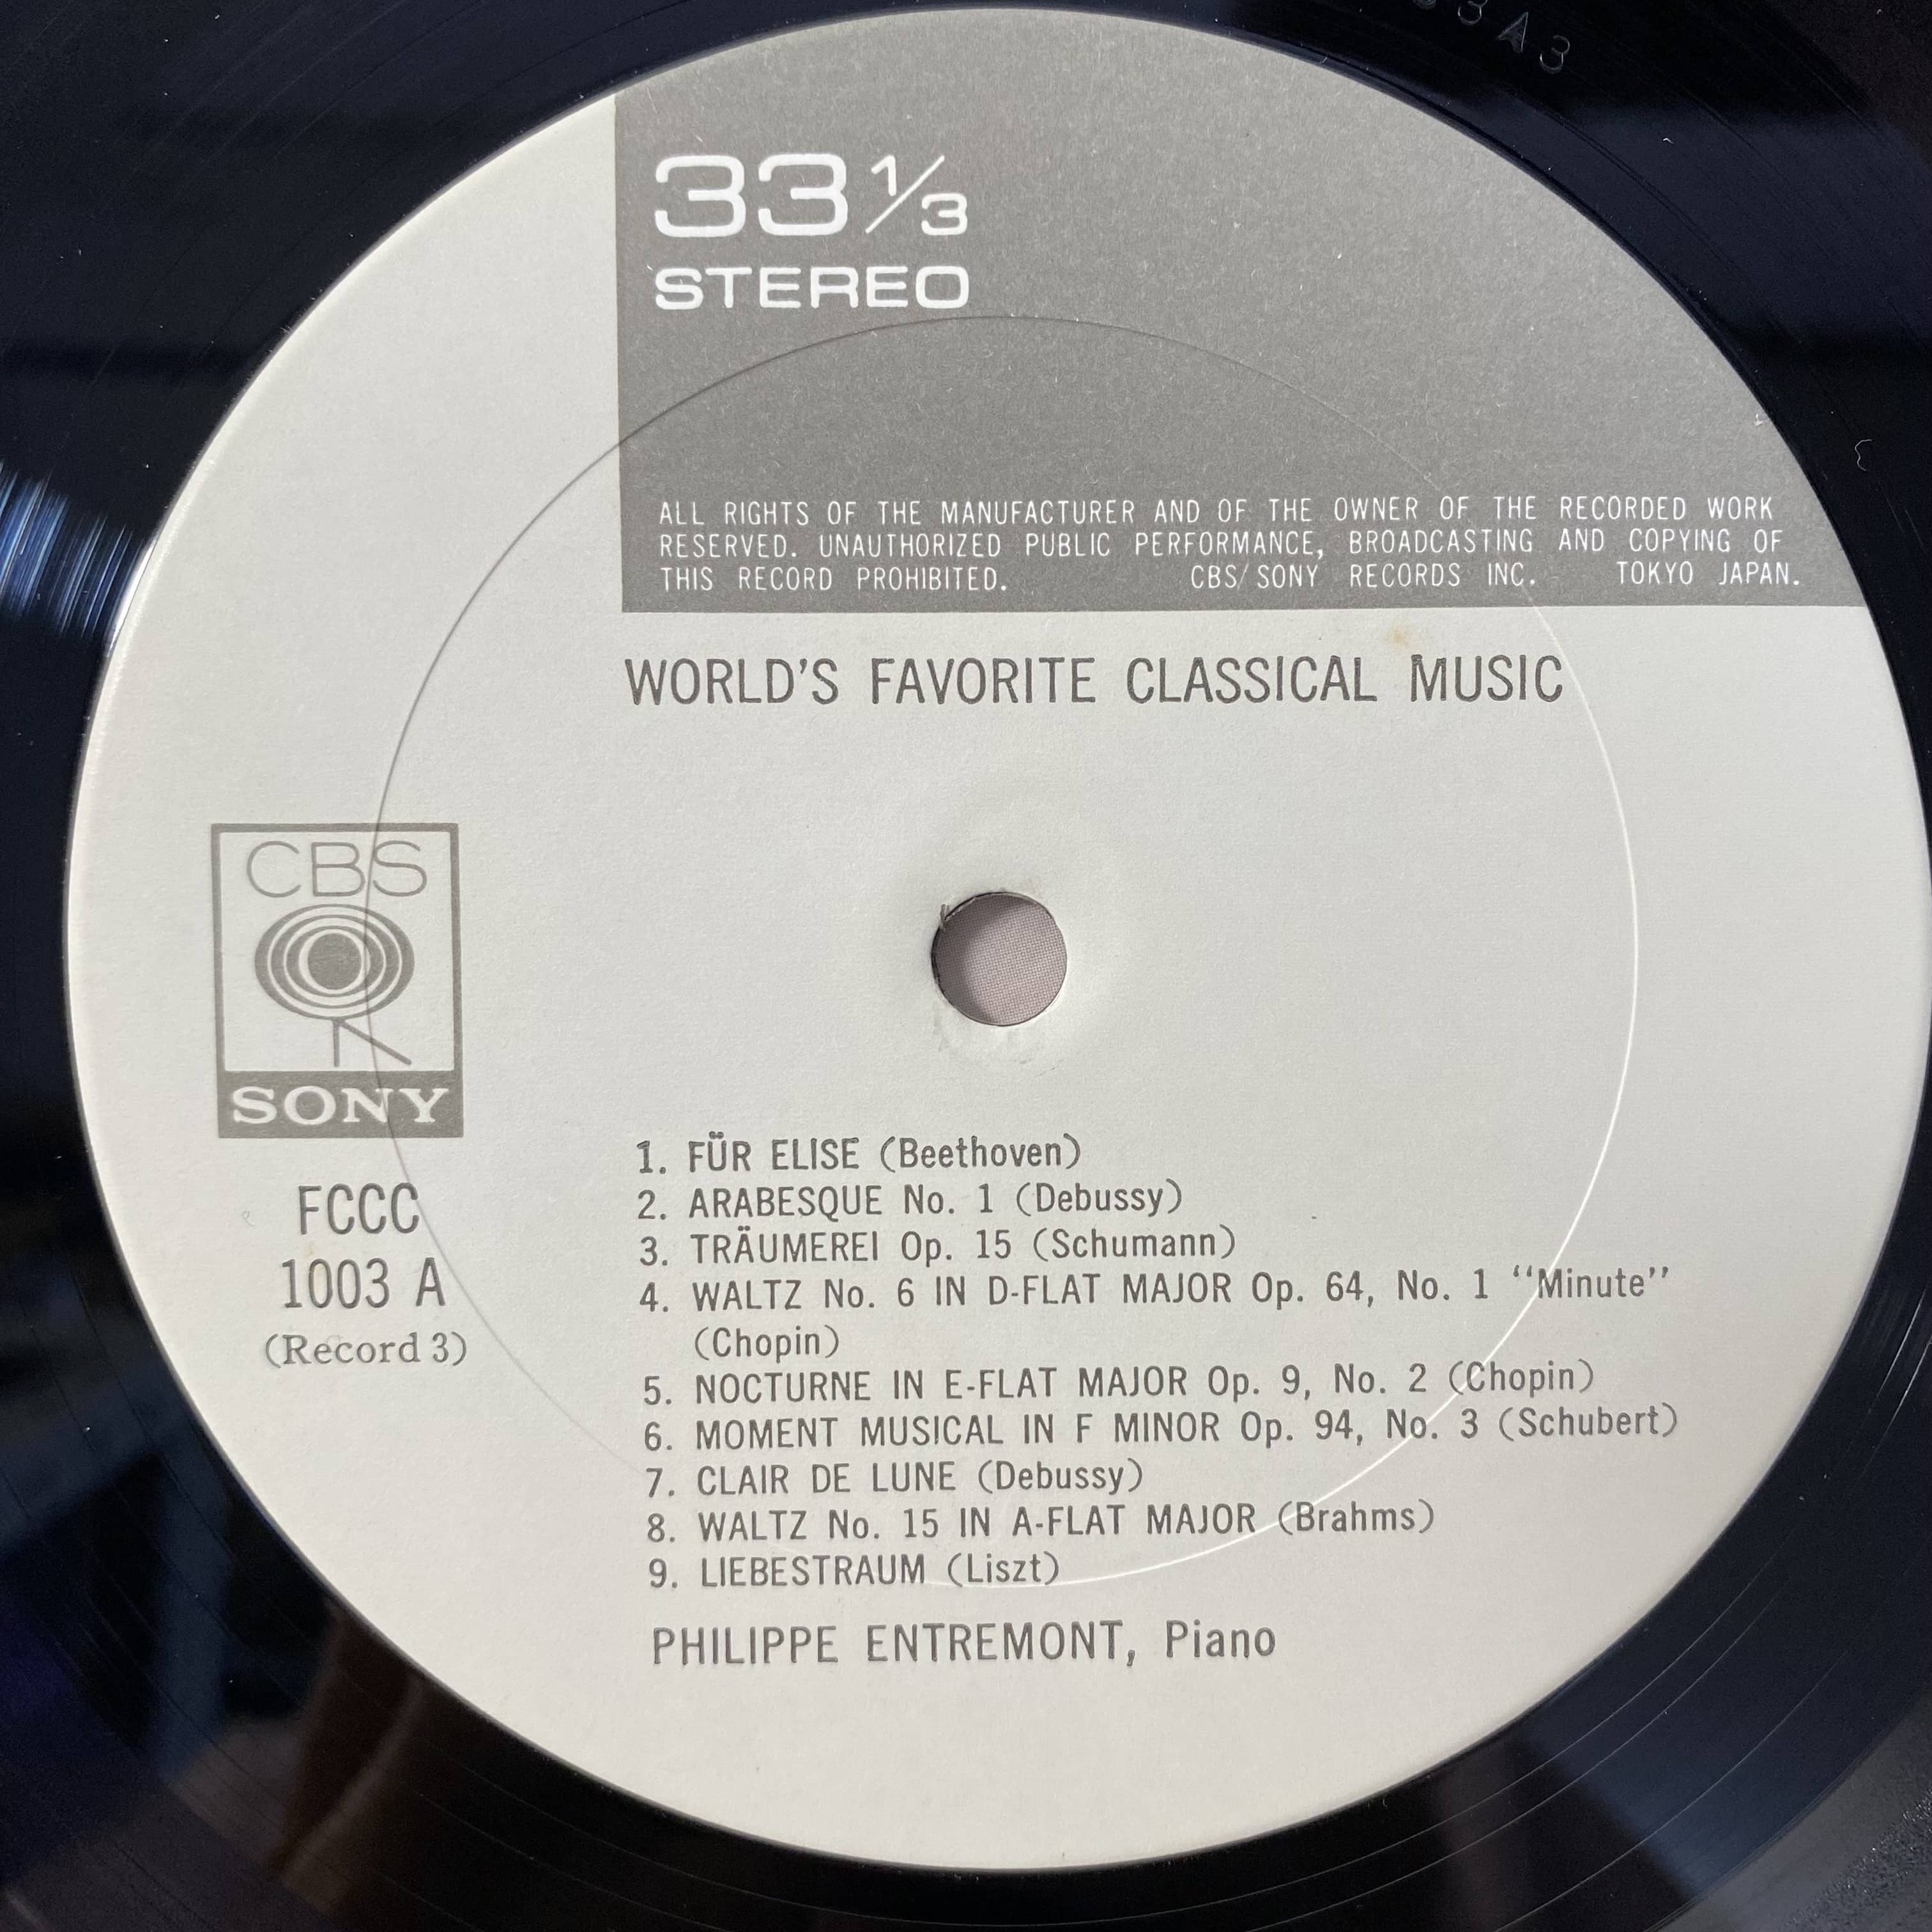 33 1/3
STEREO
ALL RIGHTS OF THE MANUFACTURER AND OF THE OWNER OF THE RECORDED WORK
RESERVED. UNAUTHORIZED PUBLIC PERFORMANCE, BROADCASTING AND COPYING OF
THIS RECORD PROHIBITED. CBS/SONY RECORDS INC. TOKYO JAPAN.
WORLD'S FAVORITE CLASSICAL MUSIC
CBS
SONY
FCCC
1003 A
(Record 3)
1. FÜR ELISE (Beethoven)
2. ARABESQUE No. 1 (Debussy)
3. TRÄUMEREI Op. 15 (Schumann)
4. WALTZ No. 6 IN D-FLAT MAJOR Op. 64, No. 1 "Minute"
(Chopin)
5. NOCTURNE IN E-FLAT MAJOR Op. 9, No. 2 (Chopin)
6. MOMENT MUSICAL IN F MINOR Op. 94, No. 3 (Schubert)
7. CLAIR DE LUNE (Debussy)
8. WALTZ No. 15 IN A-FLAT MAJOR (Brahms)
9. LIEBESTRAUM (Liszt)
PHILIPPE ENTREMONT, Piano